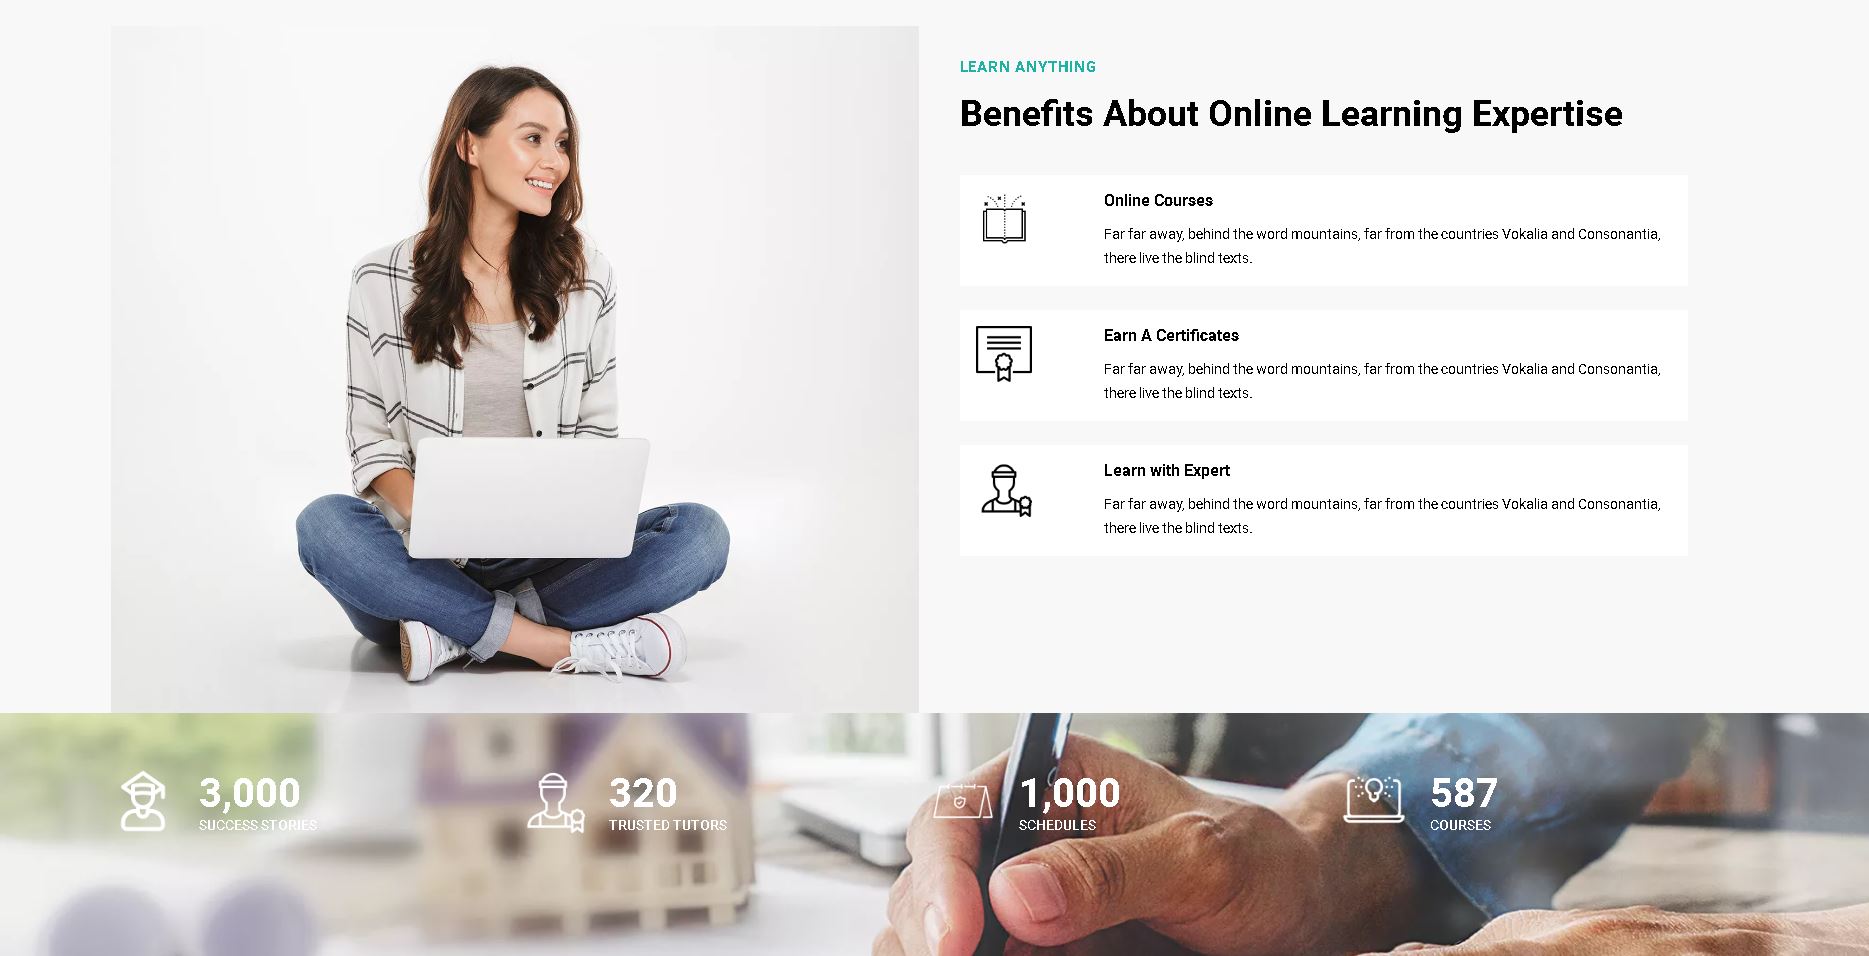 LEARN ANYTHING
Benefits About Online Learning Expertise
Online Courses
Far far away, behind the word mountains, far from the countries Vokalia and Consonantia,
there live the blind texts.
Earn A Certificates
Far far away, behind the word mountains, far from the countries Vokalia and Consonantia,
there live the blind texts.
Learn with Expert
Far far away, behind the word mountains, far from the countries Vokalia and Consonantia,
there live the blind texts.
3,000
SUCCESS STORIES
320
TRUSTED TUTORS
1,000
SCHEDULES
587
COURSES